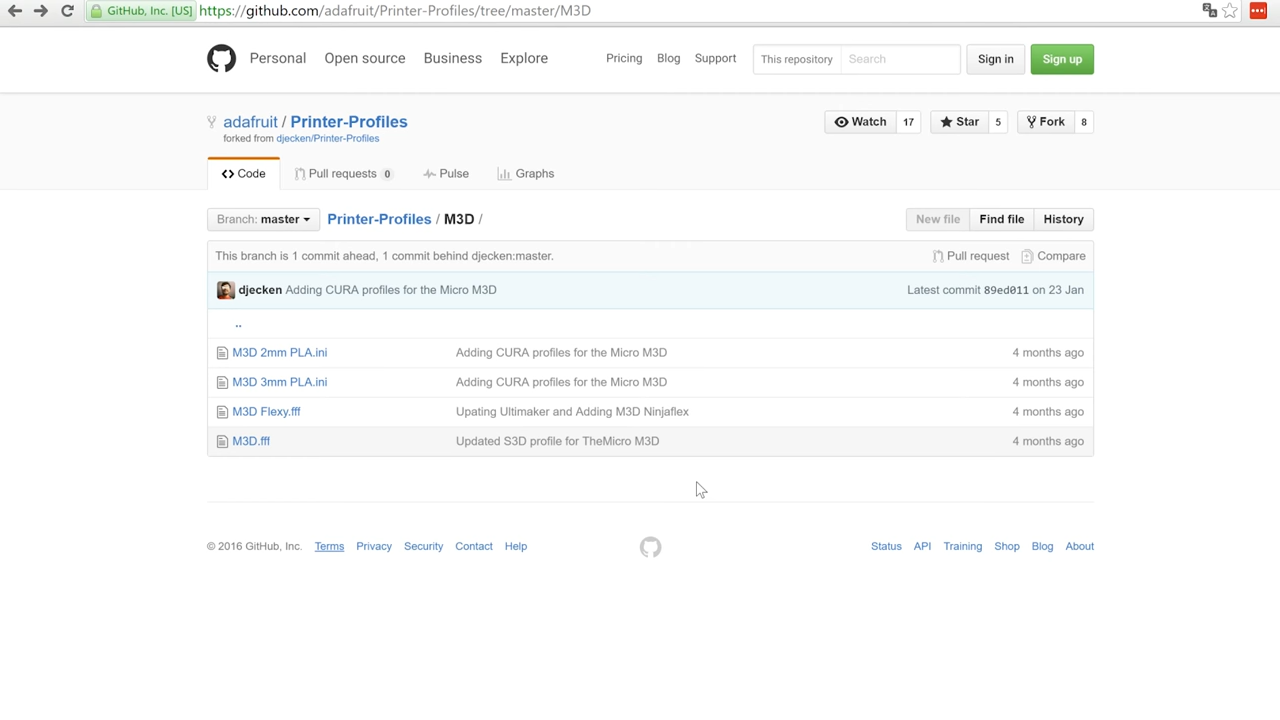 GitHub, Inc. [US] https://github.com/adafruit/Printer-Profiles/tree/master/M3D
Personal Open source Business Explore Pricing Blog Support This repository Search Sign in Sign up
adafruit / Printer-Profiles Watch 17 Star 5 Fork 8
forked from djecken/Printer-Profiles
Code Pull requests 0 Pulse Graphs
Branch: master Printer-Profiles / M3D / New file Find file History
This branch is 1 commit ahead, 1 commit behind djecken:master. Pull request Compare
djecken Adding CURA profiles for the Micro M3D Latest commit 89ed011 on 23 Jan
..
M3D 2mm PLA.ini Adding CURA profiles for the Micro M3D 4 months ago
M3D 3mm PLA.ini Adding CURA profiles for the Micro M3D 4 months ago
M3D Flexy.fff Upating Ultimaker and Adding M3D Ninjaflex 4 months ago
M3D.fff Updated S3D profile for TheMicro M3D 4 months ago
© 2016 GitHub, Inc. Terms Privacy Security Contact Help Status API Training Shop Blog About